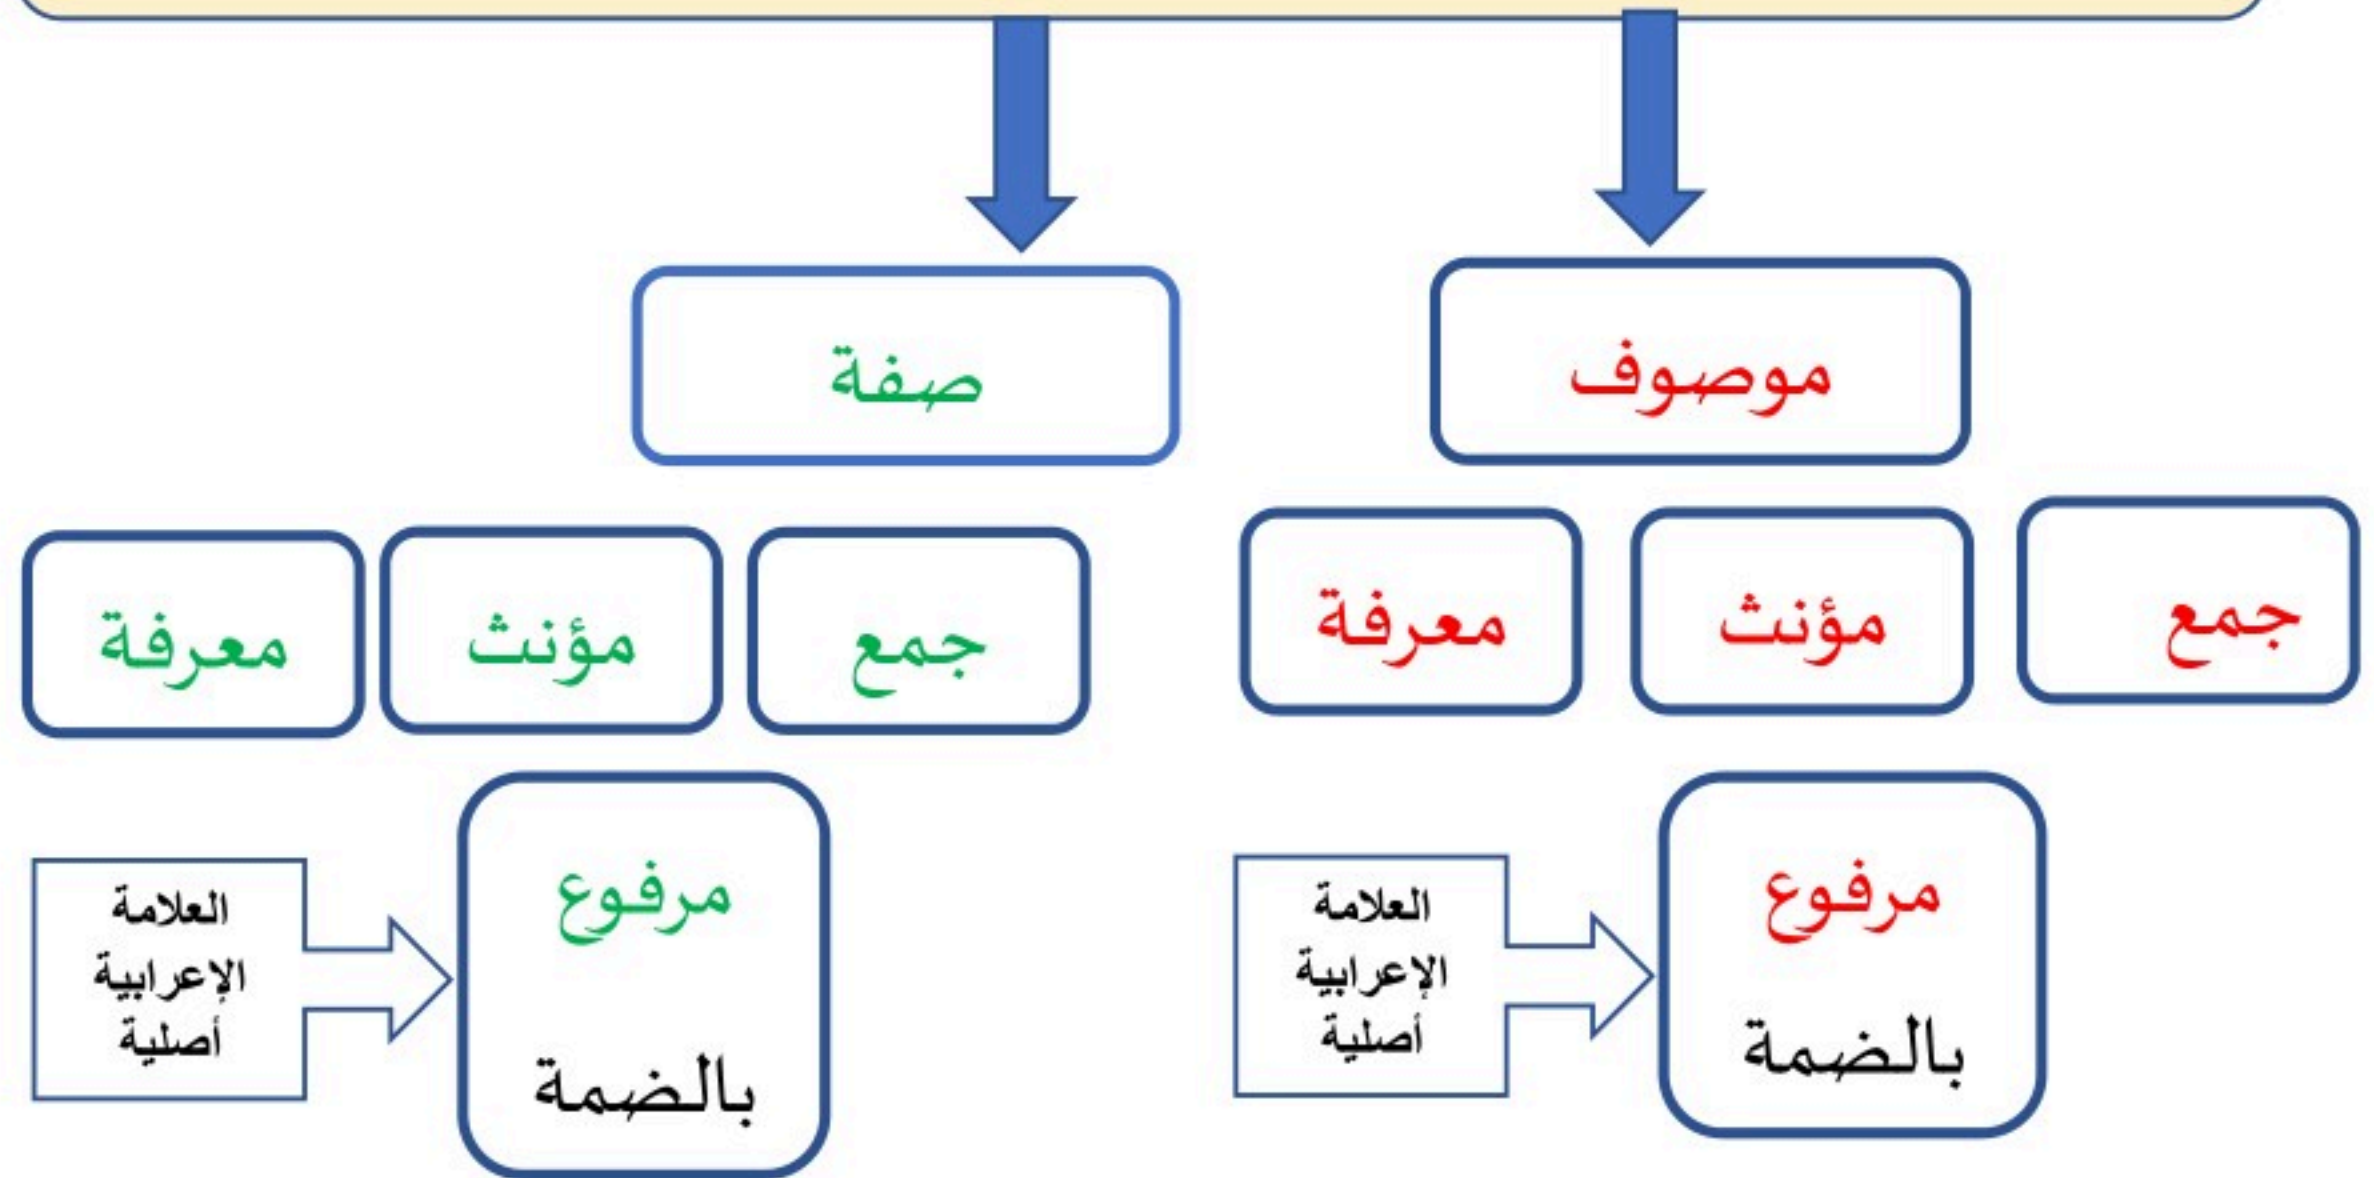 موصوف
صفة
جمع
مؤنث
معرفة
جمع
مؤنث
معرفة
مرفوع
بالضمة
العلامة
الإعرابية
أصلية
مرفوع
بالضمة
العلامة
الإعرابية
أصلية